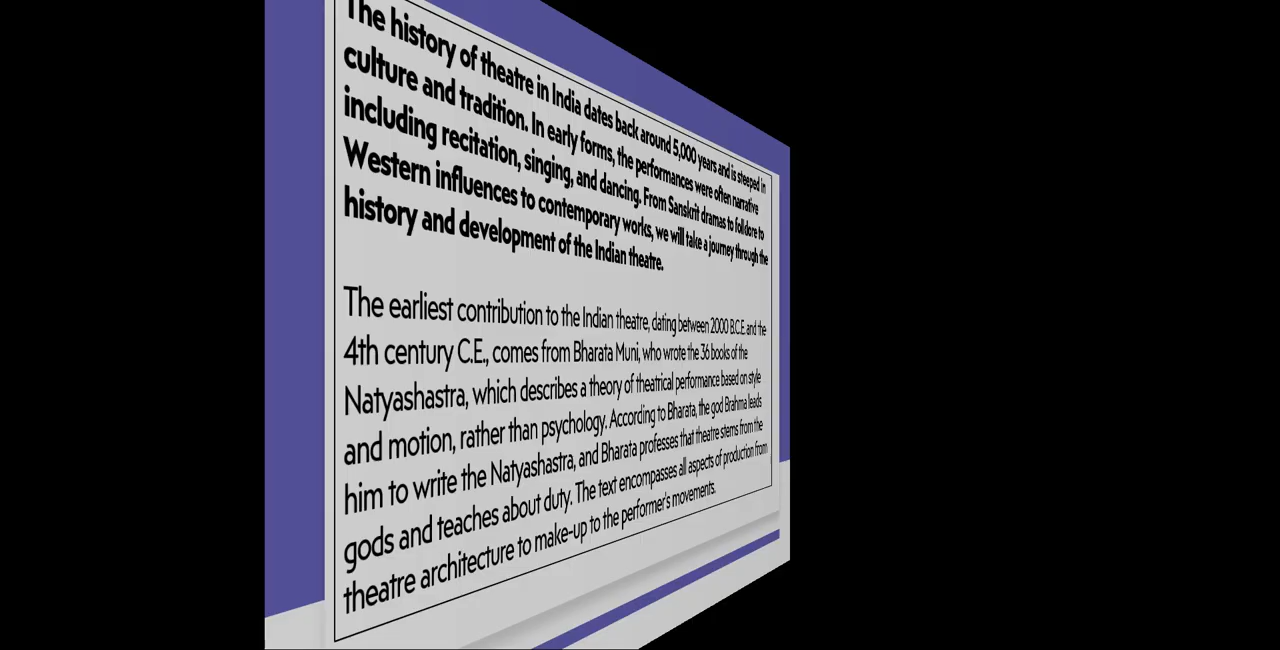 The history of theatre in India dates back around 5,000 years and is steeped in
culture and tradition. In early forms, the performances were often narrative
including recitation, singing, and dancing. From Sanskrit dramas to folklore to
Western influences to contemporary works, we will take a journey through the
history and development of the Indian theatre.
The earliest contribution to the Indian theatre, dating between 2000 B.C.E. and the
4th century C.E., comes from Bharata Muni, who wrote the 36 books of the
Natyashastra, which describes a theory of theatrical performance based on style
and motion, rather than psychology. According to Bharata, the god Brahma leads
him to write the Natyashastra, and Bharata professes that theatre stems from the
gods and teaches about duty. The text encompasses all aspects of production from
theatre architecture to make-up to the performer's movements.